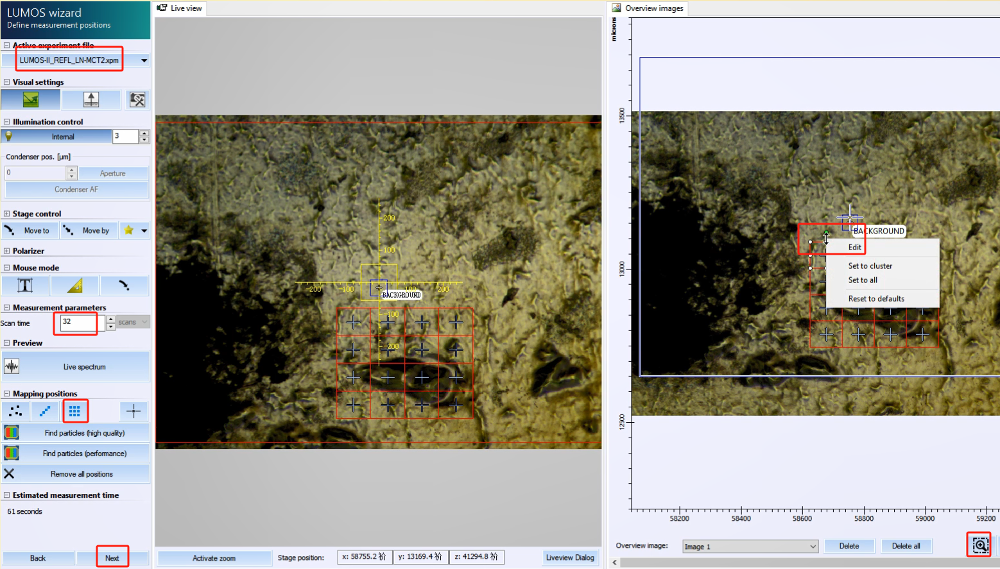 LUMOS wizard
Define measurement positions
Active experiment file
LUMOS-II_REFL_LN-MCT2.xpm
Visual settings
Illumination control
Internal
3
Condenser pos. [µm]
0
Aperture
Condenser AF
Stage control
Move to
Move by
Polarizer
Mouse mode
T
Measurement parameters
Scan time
32
scans
Preview
Live spectrum
Mapping positions
Find particles (high quality)
Find particles (performance)
Remove all positions
Estimated measurement time
61 seconds
Back
Next
Live view
200
100
-200
-100
100
200
BACKGROUND
-100
-200
Activate zoom
Stage position:
x: 58755.2 裄
y: 13169.4 裄
z: 41294.8 裄
Liveview Dialog
Overview images
microns
13500
13000
12500
BACKGROUND
Edit
Set to cluster
Set to all
Reset to defaults
58200
58400
58600
58800
59000
59200
Overview image:
Image 1
Delete
Delete all